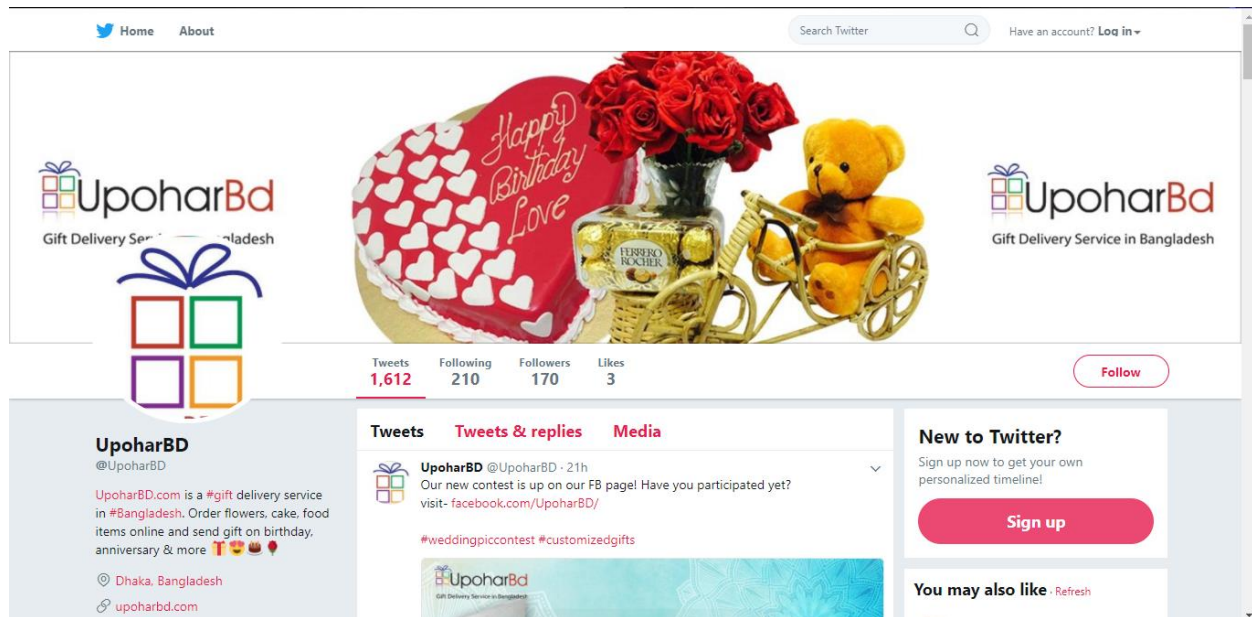 Home About
Search Twitter
Have an account? Log in
UpoharBd
Gift Delivery Ser gladesh
Happy
Birthday
Love
FERRERO
ROCHER
UpoharBd
Gift Delivery Service in Bangladesh
Tweets Following Followers Likes
1,612 210 170 3
Follow
UpoharBD
@UpoharBD
UpoharBD.com is a #gift delivery service
in #Bangladesh. Order flowers, cake, food
items online and send gift on birthday,
anniversary & more
Dhaka, Bangladesh
upoharbd.com
Tweets Tweets & replies Media
UpoharBD @UpoharBD · 21h
Our new contest is up on our FB page! Have you participated yet?
visit- facebook.com/UpoharBD/
#weddingpiccontest #customizedgifts
UpoharBd
Gift Delivery Service in Bangladesh
New to Twitter?
Sign up now to get your own
personalized timeline!
Sign up
You may also like · Refresh